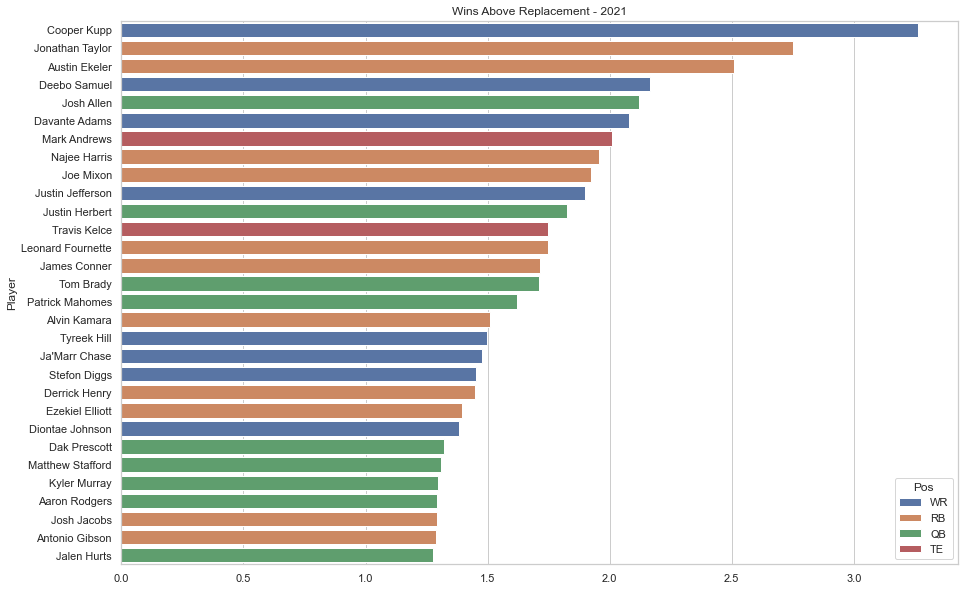 Wins Above Replacement - 2021
Player
Cooper Kupp
Jonathan Taylor
Austin Ekeler
Deebo Samuel
Josh Allen
Davante Adams
Mark Andrews
Najee Harris
Joe Mixon
Justin Jefferson
Justin Herbert
Travis Kelce
Leonard Fournette
James Conner
Tom Brady
Patrick Mahomes
Alvin Kamara
Tyreek Hill
Ja'Marr Chase
Stefon Diggs
Derrick Henry
Ezekiel Elliott
Diontae Johnson
Dak Prescott
Matthew Stafford
Kyler Murray
Aaron Rodgers
Josh Jacobs
Antonio Gibson
Jalen Hurts
Pos
WR
RB
QB
TE
0.0 0.5 1.0 1.5 2.0 2.5 3.0